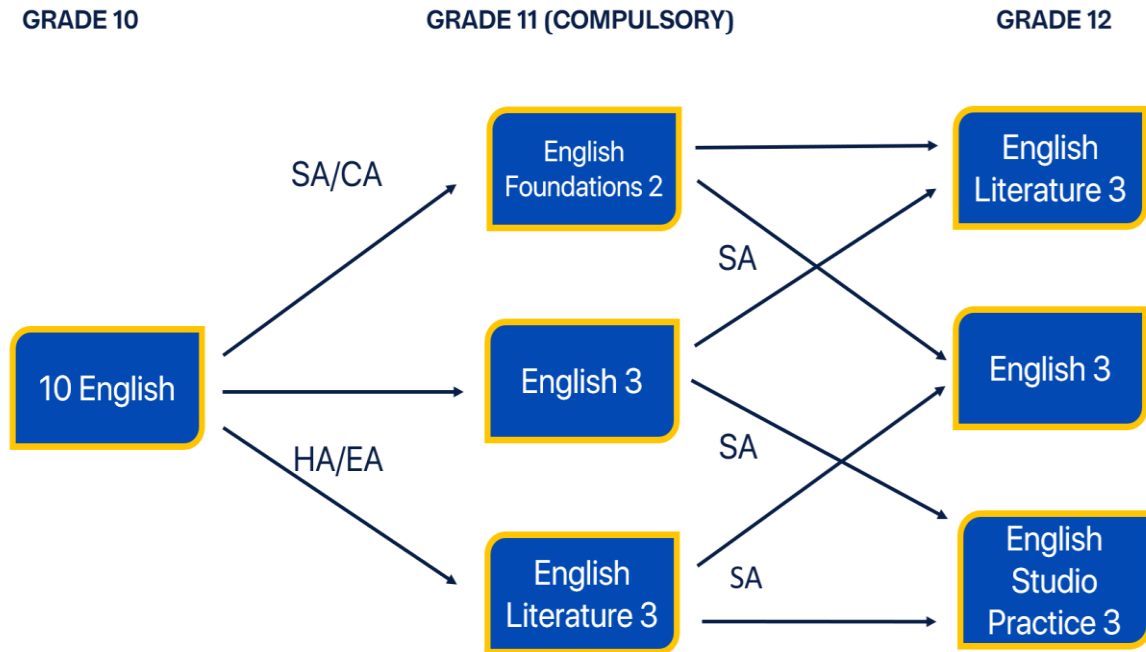 GRADE 10
GRADE 11 (COMPULSORY)
GRADE 12
10 English
SA/CA
HA/EA
English
Foundations 2
English 3
English
Literature 3
SA
SA
SA
English
Literature 3
English 3
English
Studio
Practice 3